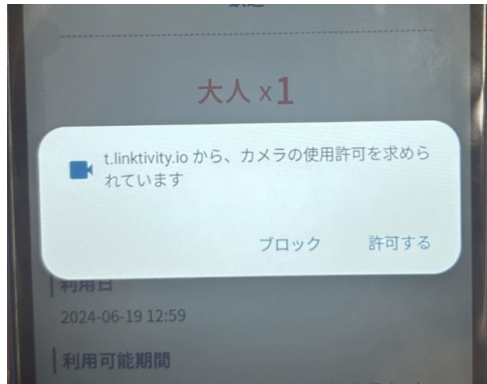 大人 x1
t.linktivity.io から、カメラの使用許可を求めら
れています
ブロック 許可する
利用日
2024-06-19 12:59
利用可能期間